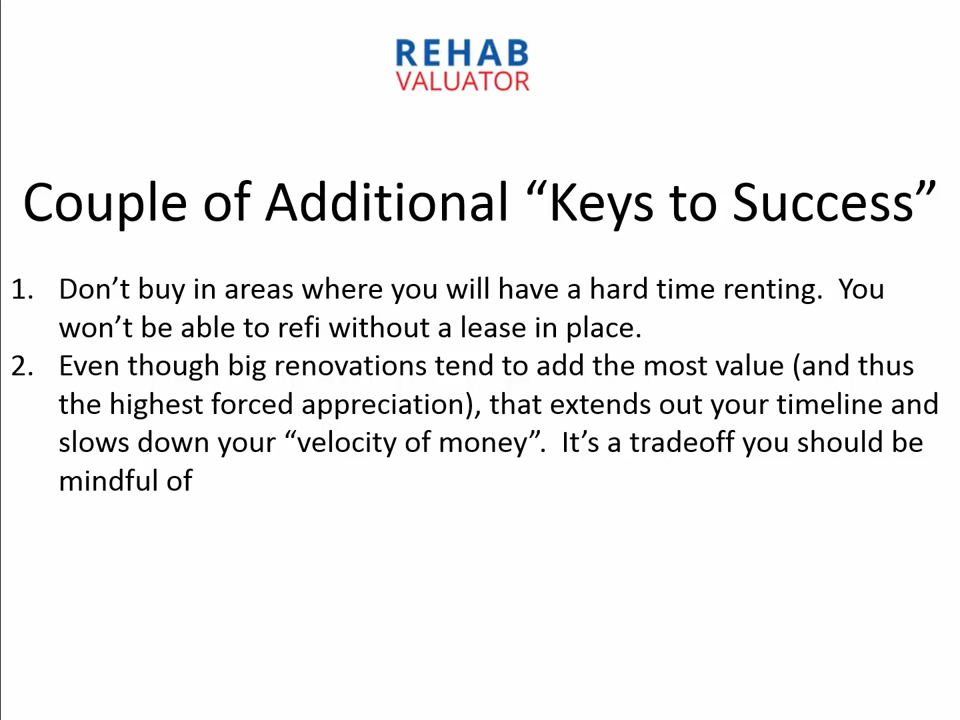 REHAB
VALUATOR
Couple of Additional “Keys to Success”
1. Don’t buy in areas where you will have a hard time renting.  You
won’t be able to refi without a lease in place.
2. Even though big renovations tend to add the most value (and thus
the highest forced appreciation), that extends out your timeline and
slows down your “velocity of money”.  It’s a tradeoff you should be
mindful of